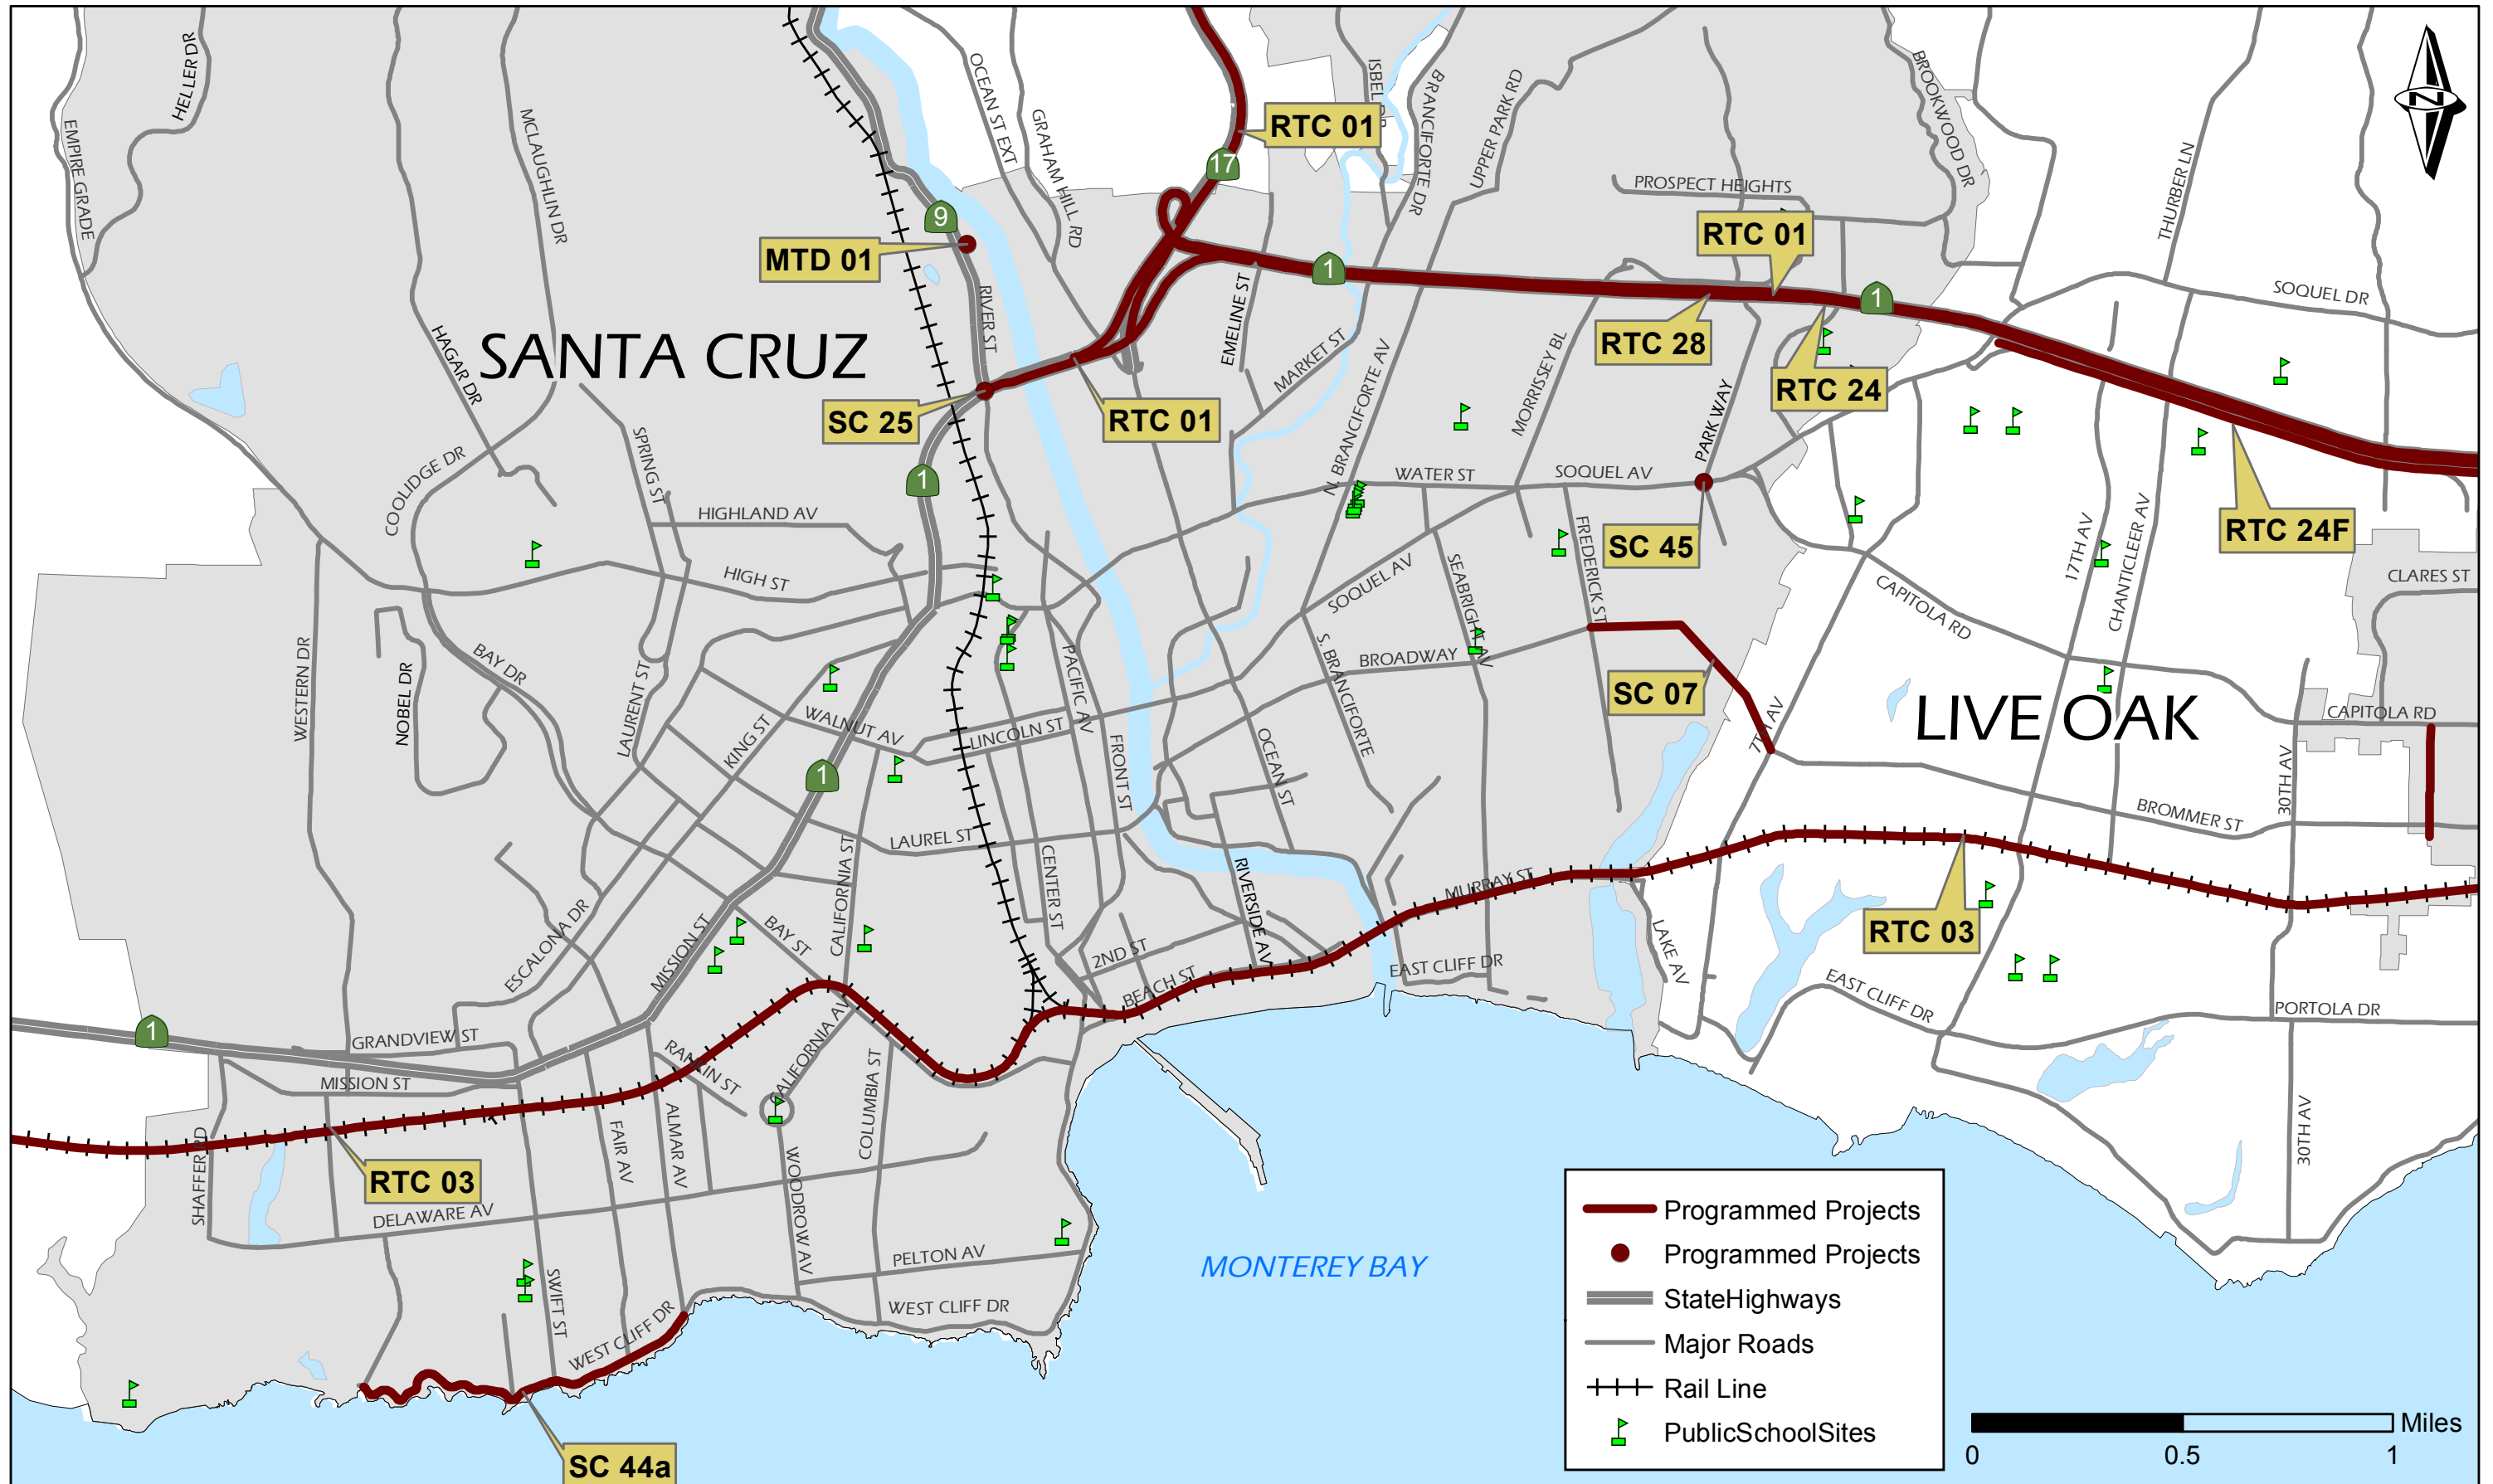 HELLER DR
EMPIRE GRADE
MCLAUGHLIN DR
OCEAN ST EXT
GRAHAM HILL RD
RTC 01
17
ISBEL DR
BRANCIFORTE DR
UPPER PARK RD
BROOKWOOD DR
THURBER LN
N
PROSPECT HEIGHTS
9
MTD 01
RIVER ST
RTC 01
1
1
SOQUEL DR
EMELINE ST
MARKET ST
N. BRANCIFORTE AV
MORRISSEY BL
RTC 28
RTC 24
PARK WAY
HAGAR DR
SANTA CRUZ
SC 25
RTC 01
SPRING ST
COOLIDGE DR
1
HIGHLAND AV
WATER ST
SOQUEL AV
SC 45
FREDERICK ST
17TH AV
CHANTICLEER AV
RTC 24F
CLARES ST
HIGH ST
SOQUEL AV
SEABRIGHT AV
CAPITOLA RD
WESTERN DR
NOBEL DR
BAY DR
LAURENT ST
KING ST
WALNUT AV
LINCOLN ST
PACIFIC AV
FRONT ST
OCEAN ST
S. BRANCIFORTE
BROADWAY
SC 07
7TH AV
LIVE OAK
CAPITOLA RD
30TH AV
BROMMER ST
1
LAUREL ST
CALIFORNIA ST
CENTER ST
RIVERSIDE AV
MURRAY ST
RTC 03
LAKE AV
ESCALONA DR
MISSION ST
BAY ST
2ND ST
BEACH ST
EAST CLIFF DR
EAST CLIFF DR
PORTOLA DR
1
GRANDVIEW ST
MISSION ST
RANKIN ST
CALIFORNIA AV
COLUMBIA ST
SHAFFER RD
RTC 03
FAIR AV
ALMAR AV
WOODROW AV
30TH AV
DELAWARE AV
PELTON AV
SWIFT ST
WEST CLIFF DR
WEST CLIFF DR
SC 44a
MONTEREY BAY
Programmed Projects
Programmed Projects
StateHighways
Major Roads
Rail Line
PublicSchoolSites
Miles
0 0.5 1